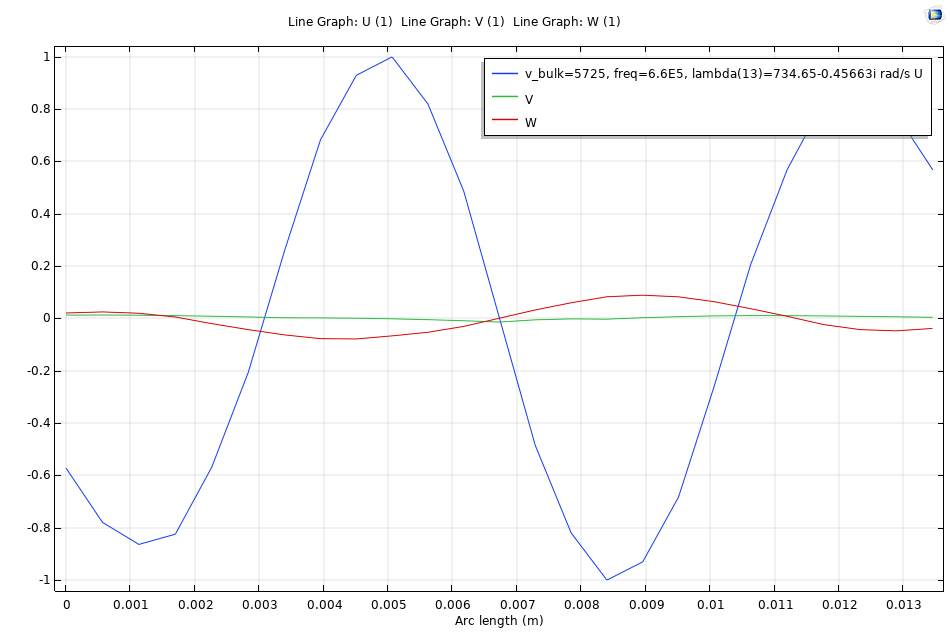 Line Graph: U (1)  Line Graph: V (1)  Line Graph: W (1)
v_bulk=5725, freq=6.6E5, lambda(13)=734.65-0.45663i rad/s U
V
W
1
0.8
0.6
0.4
0.2
0
-0.2
-0.4
-0.6
-0.8
-1
0 0.001 0.002 0.003 0.004 0.005 0.006 0.007 0.008 0.009 0.01 0.011 0.012 0.013
Arc length (m)